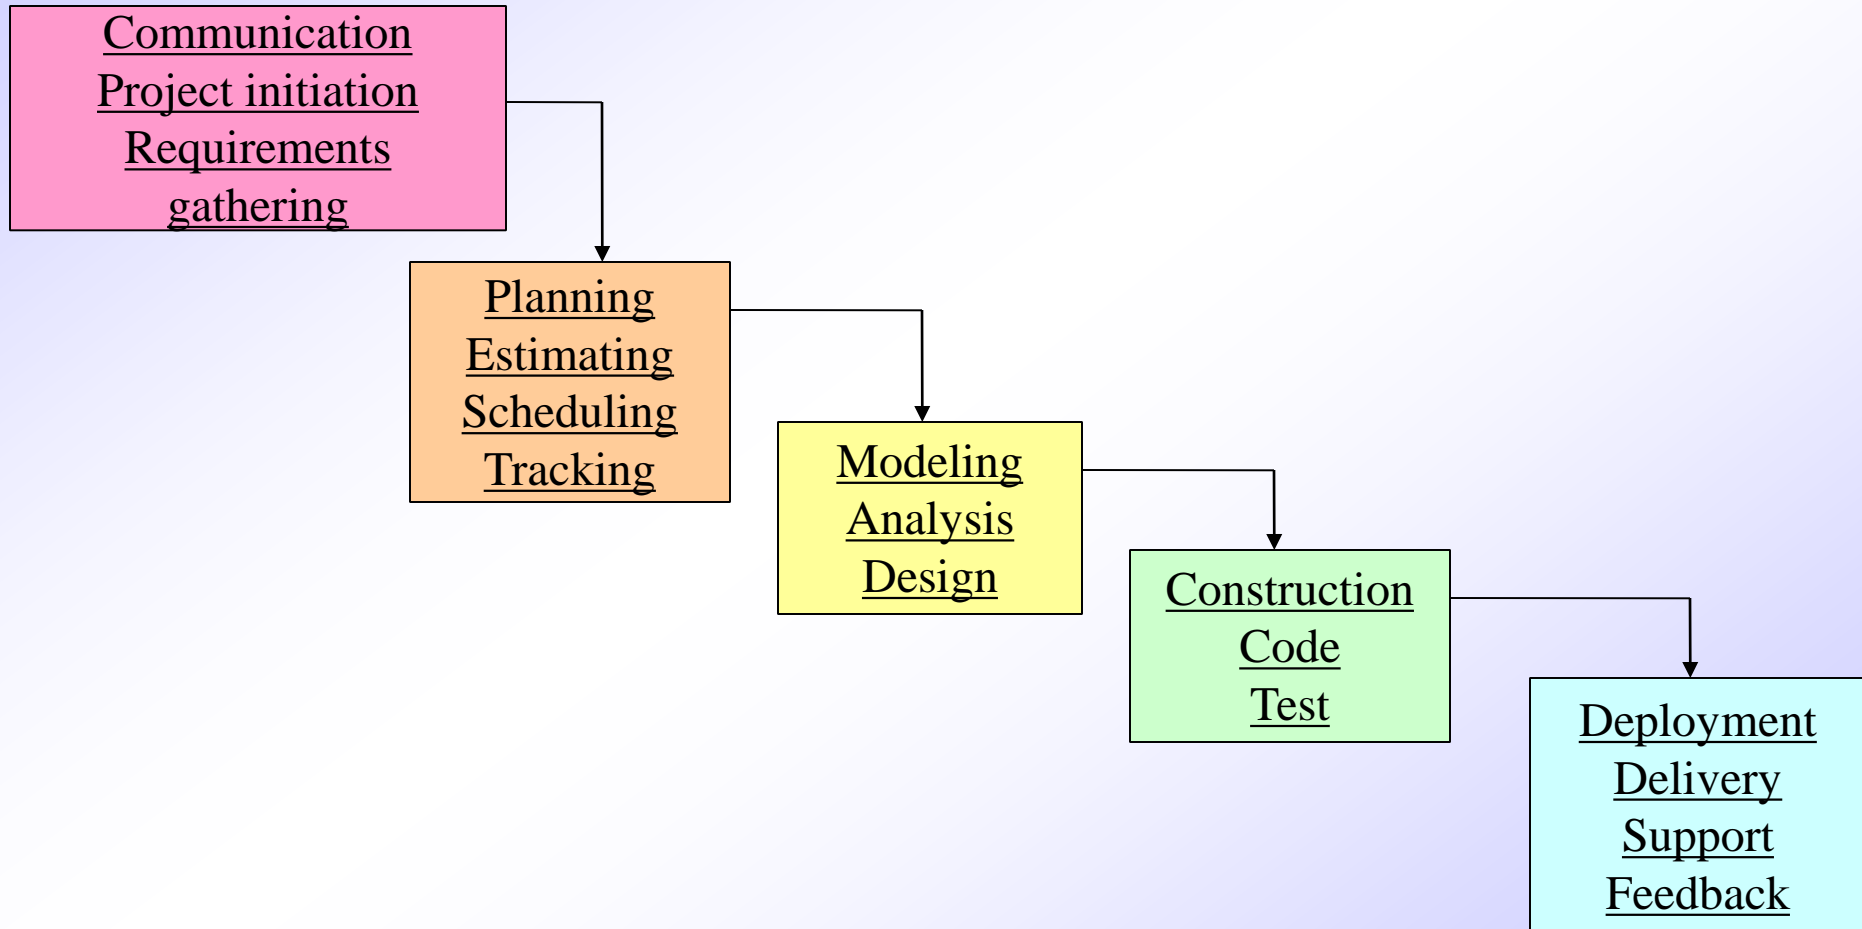 Communication
Project initiation
Requirements
gathering
Planning
Estimating
Scheduling
Tracking
Modeling
Analysis
Design
Construction
Code
Test
Deployment
Delivery
Support
Feedback